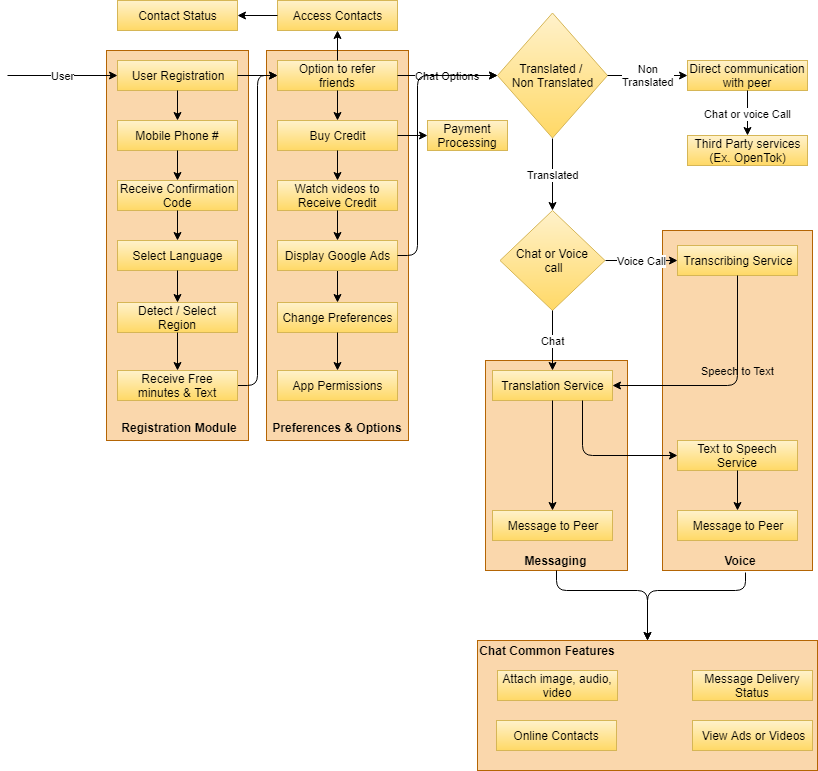 Contact Status
Access Contacts
User
User Registration
Mobile Phone #
Receive Confirmation
Code
Select Language
Detect / Select
Region
Receive Free
minutes & Text
Registration Module
Option to refer
friends
Buy Credit
Watch videos to
Receive Credit
Display Google Ads
Change Preferences
App Permissions
Preferences & Options
Chat Options
Payment
Processing
Translated /
Non Translated
Non
Translated
Direct communication
with peer
Chat or voice Call
Third Party services
(Ex. OpenTok)
Translated
Chat or Voice
call
Voice Call
Transcribing Service
Chat
Speech to Text
Translation Service
Text to Speech
Service
Message to Peer
Message to Peer
Messaging
Voice
Chat Common Features
Attach image, audio,
video
Message Delivery
Status
Online Contacts
View Ads or Videos